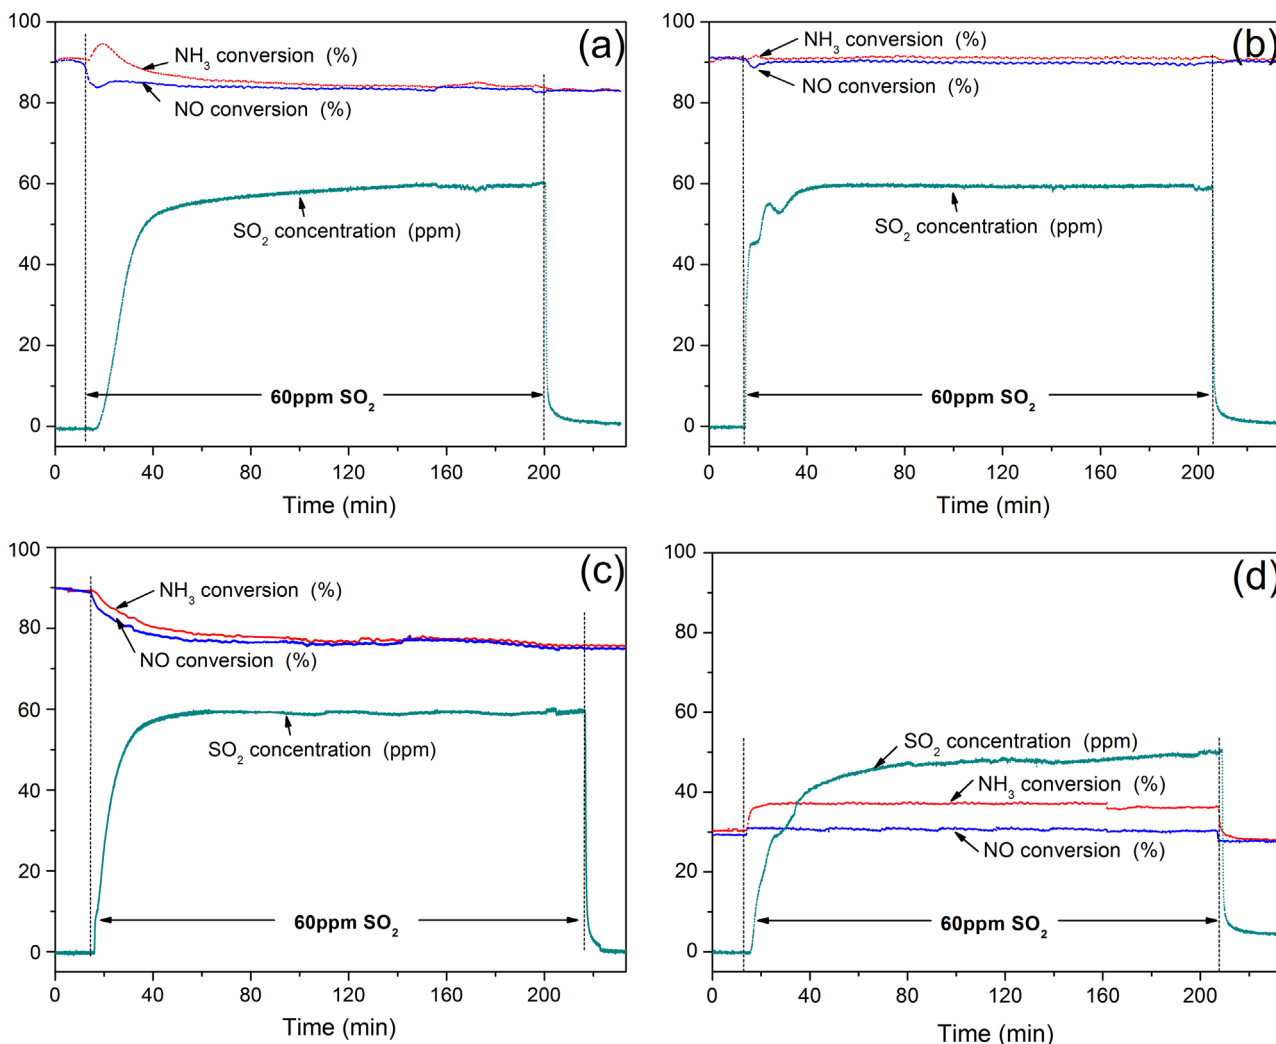 (a)
100
80
60
40
20
0
NH3 conversion (%)
NO conversion (%)
SO2 concentration (ppm)
60ppm SO2
0 40 80 120 160 200
Time (min)
(b)
100
80
60
40
20
0
NH3 conversion (%)
NO conversion (%)
SO2 concentration (ppm)
60ppm SO2
0 40 80 120 160 200
Time (min)
(c)
100
80
60
40
20
0
NH3 conversion (%)
NO conversion (%)
SO2 concentration (ppm)
60ppm SO2
0 40 80 120 160 200
Time (min)
(d)
100
80
60
40
20
0
SO2 concentration (ppm)
NH3 conversion (%)
NO conversion (%)
60ppm SO2
0 40 80 120 160 200
Time (min)